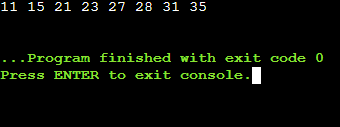 11 15 21 23 27 28 31 35
...Program finished with exit code 0
Press ENTER to exit console.